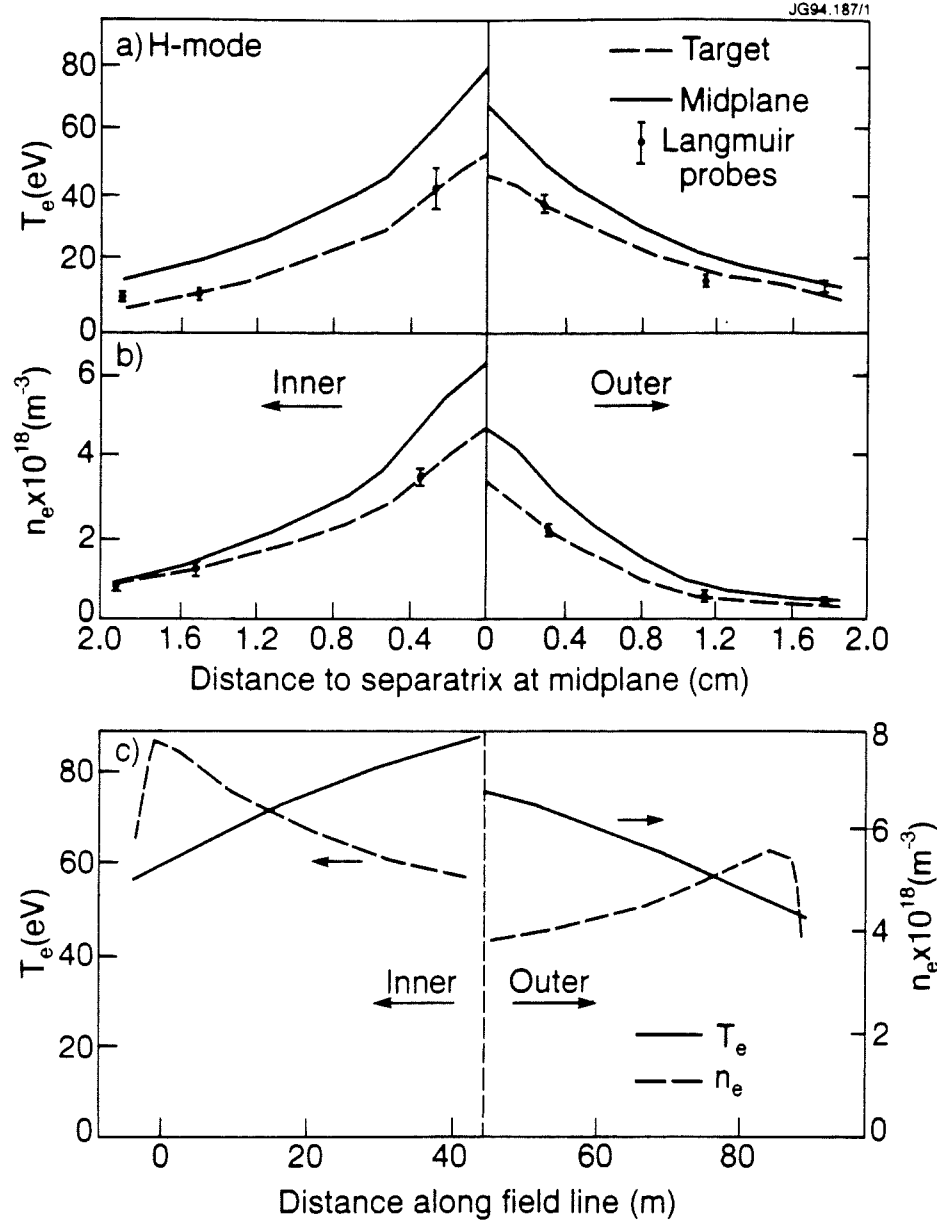 JG94.187/1
a) H-mode
Target
Midplane
Langmuir
probes
80
60
40
20
0
T_e(eV)
b)
Inner
Outer
6
4
2
0
n_ex10^18(m^-3)
2.0 1.6 1.2 0.8 0.4 0 0.4 0.8 1.2 1.6 2.0
Distance to separatrix at midplane (cm)
c)
80
60
40
20
0
T_e(eV)
8
6
4
2
0
n_ex10^18(m^-3)
Inner
Outer
T_e
n_e
0 20 40 60 80
Distance along field line (m)